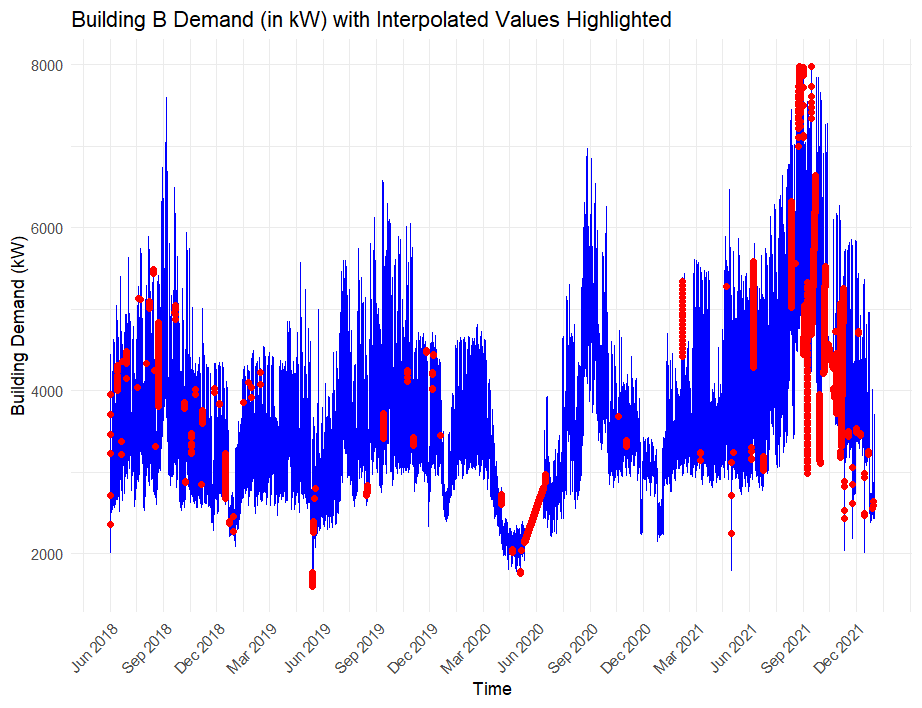 Building B Demand (in kW) with Interpolated Values Highlighted
Building Demand (kW)
8000
6000
4000
2000
Jun 2018
Sep 2018
Dec 2018
Mar 2019
Jun 2019
Sep 2019
Dec 2019
Mar 2020
Jun 2020
Sep 2020
Dec 2020
Mar 2021
Jun 2021
Sep 2021
Dec 2021
Time